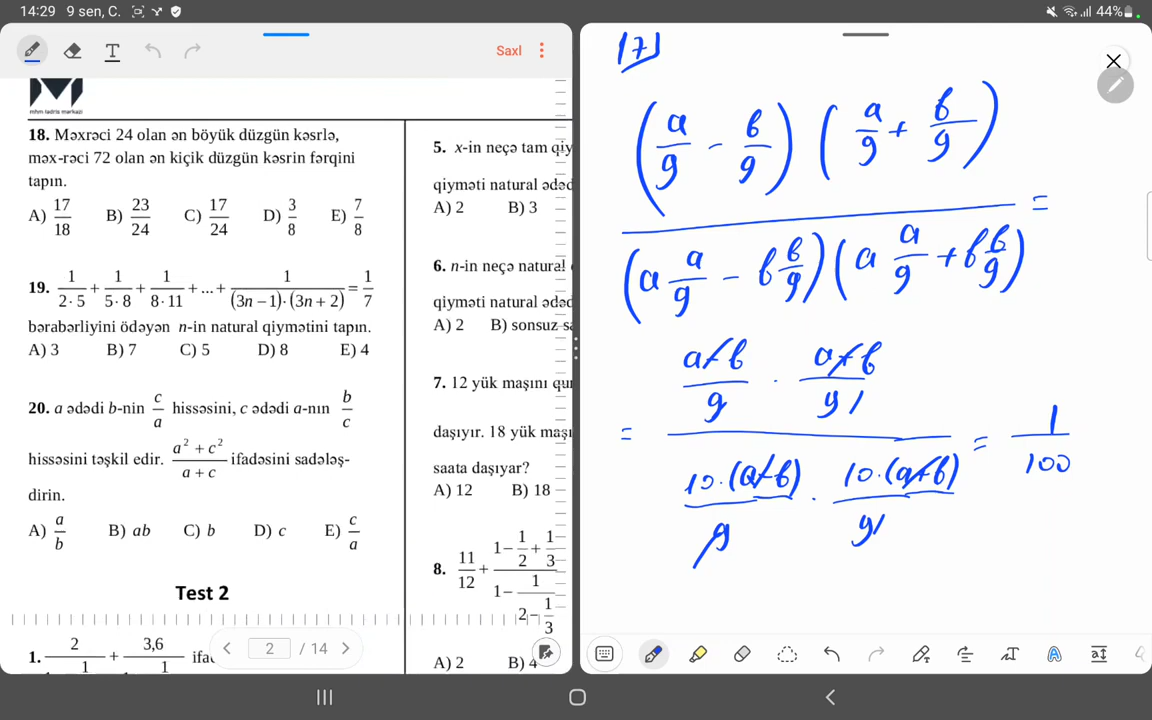 14:29 9 sen, C. 44%
Saxl
mhm tədris mərkəzi
18. Məxrəci 24 olan ən böyük düzgün kəsrlə,
məx-rəci 72 olan ən kiçik düzgün kəsrin fərqini
tapın.
A) 17/18 B) 23/24 C) 17/24 D) 3/8 E) 7/8
19. 1/(2·5) + 1/(5·8) + 1/(8·11) + ... + 1/((3n−1)·(3n+2)) = 1/7
bərabərliyini ödəyən n-in natural qiymətini tapın.
A) 3 B) 7 C) 5 D) 8 E) 4
20. a ədədi b-nin c/a hissəsini, c ədədi a-nın b/c
hissəsini təşkil edir. (a² + c²)/(a + c) ifadəsini sadələş-
dirin.
A) a/b B) ab C) b D) c E) c/a
Test 2
1. 2 1 + 3,6 1 ifa
2 / 14
5. x-in neçə tam qiy
qiyməti natural ədəd
A) 2 B) 3
6. n-in neçə natural
qiyməti natural ədəd
A) 2 B) sonsuz sa
7. 12 yük maşını qur
daşıyır. 18 yük maşı
saata daşıyar?
A) 12 B) 18
8. 11/12 + (1 − 1/2 + 1/3)/(1 − 1/(2 − 1/3))
A) 2 B) 4
17)
(a/9 − b/9) (a/9 + b/9)
=
(a a/9 − b b/9) (a a/9 + b b/9)
= (a+b)/9 · (a+b)/9
10·(a+b)/9 · 10·(a+b)/9 = 1/100